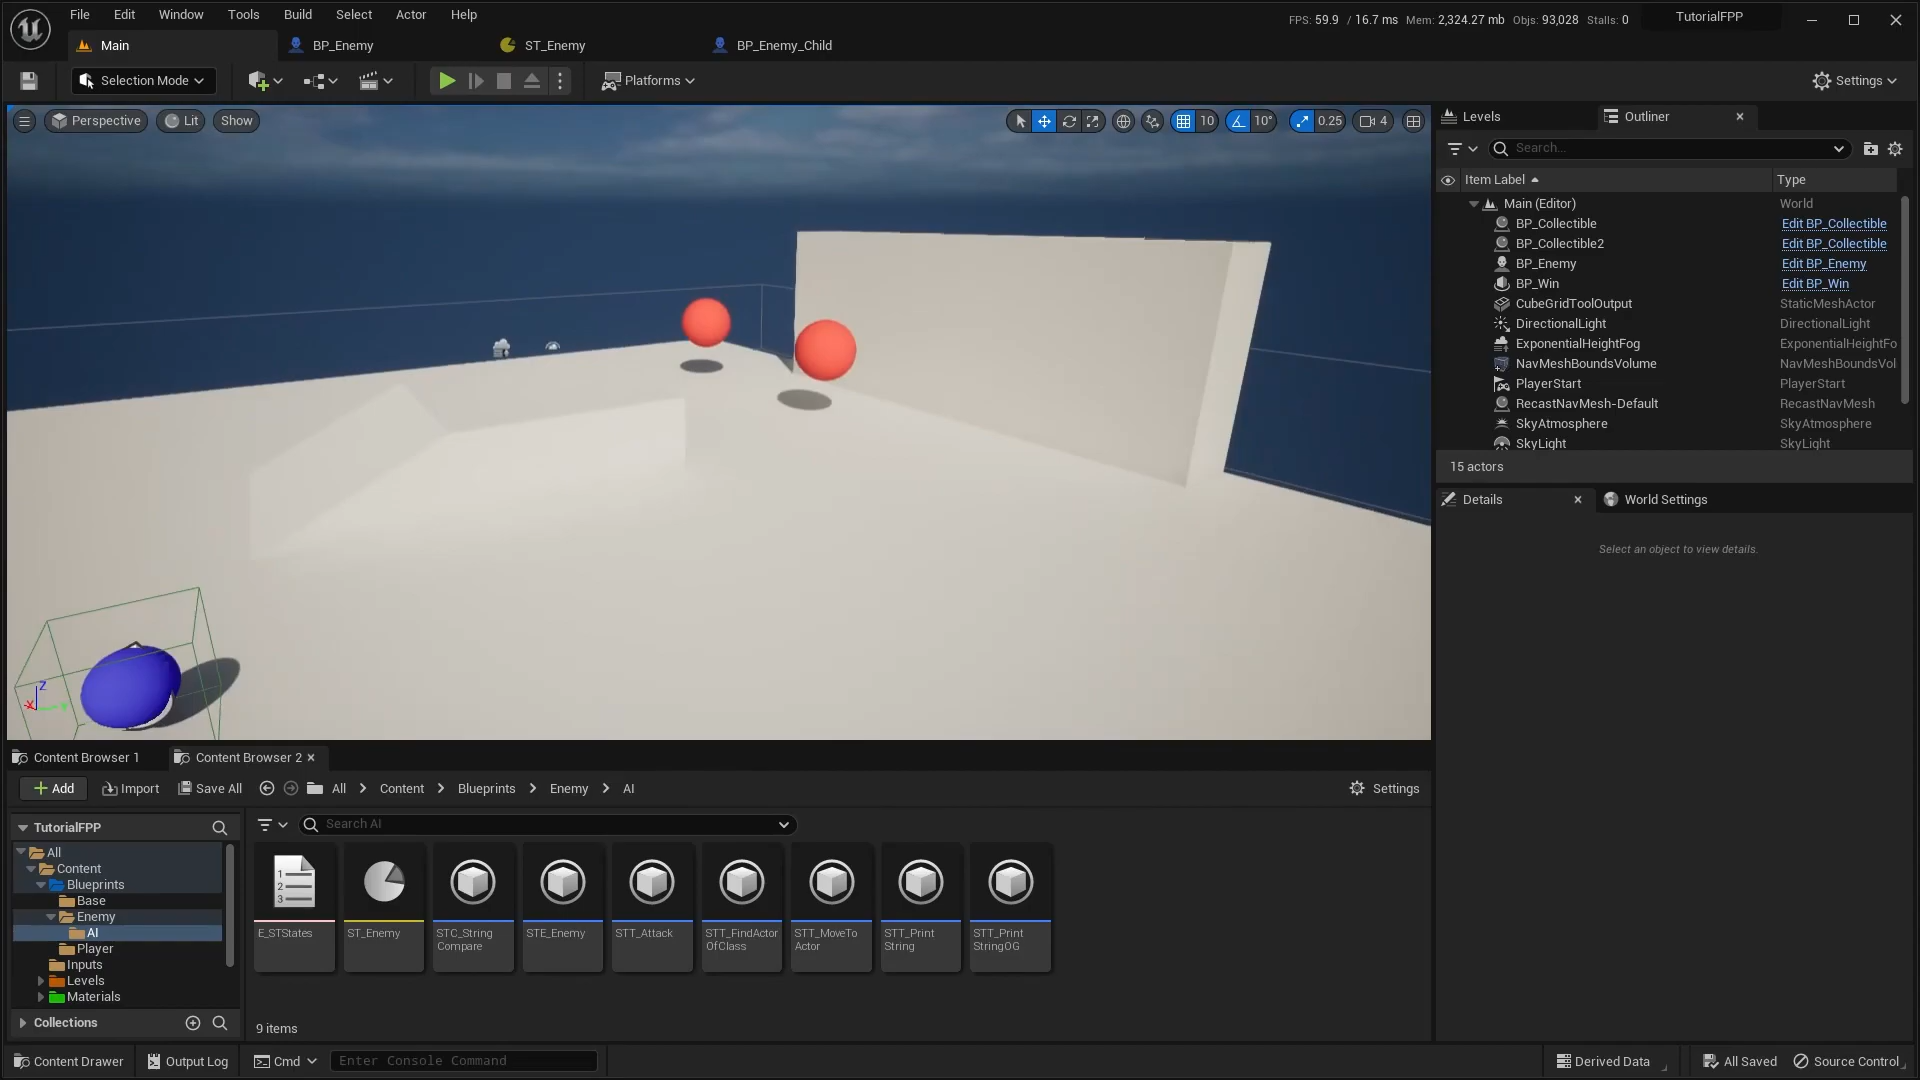 File Edit Window Tools Build Select Actor Help
FPS: 59.9 / 16.7 ms Mem: 2,324.27 mb Objs: 93,028 Stalls: 0
TutorialFPP
Main
BP_Enemy
ST_Enemy
BP_Enemy_Child
Selection Mode
Platforms
Settings
Perspective
Lit
Show
10
10°
0.25
4
Levels
Outliner
Search...
Item Label
Type
Main (Editor) World
BP_Collectible Edit BP_Collectible
BP_Collectible2 Edit BP_Collectible
BP_Enemy Edit BP_Enemy
BP_Win Edit BP_Win
CubeGridToolOutput StaticMeshActor
DirectionalLight DirectionalLight
ExponentialHeightFog ExponentialHeightFo
NavMeshBoundsVolume NavMeshBoundsVol
PlayerStart PlayerStart
RecastNavMesh-Default RecastNavMesh
SkyAtmosphere SkyAtmosphere
SkyLight SkyLight
15 actors
Details
World Settings
Select an object to view details.
Z
X
Content Browser 1
Content Browser 2
Add
Import
Save All
All
Content
Blueprints
Enemy
AI
Settings
TutorialFPP
Search AI
All
Content
Blueprints
Base
Enemy
AI
Player
Inputs
Levels
Materials
Collections
E_STStates
ST_Enemy
STC_String
Compare
STE_Enemy
STT_Attack
STT_FindActor
OfClass
STT_MoveTo
Actor
STT_Print
String
STT_Print
StringOG
9 items
Content Drawer
Output Log
Cmd
Enter Console Command
Derived Data
All Saved
Source Control